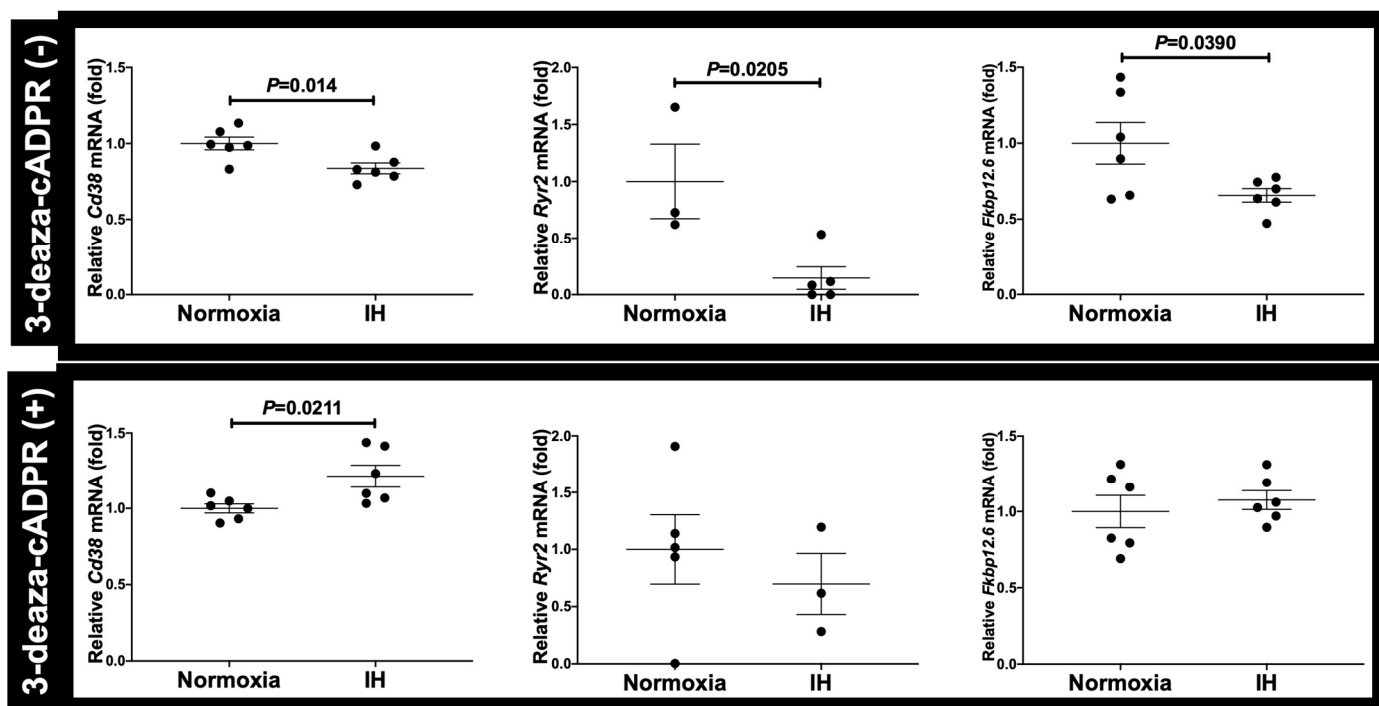 3-deaza-cADPR (-)
Relative Cd38 mRNA (fold)
1.5
1.0
0.5
0.0
P=0.014
Normoxia IH
Relative Ryr2 mRNA (fold)
2.0
1.5
1.0
0.5
0.0
P=0.0205
Normoxia IH
Relative Fkbp12.6 mRNA (fold)
1.5
1.0
0.5
0.0
P=0.0390
Normoxia IH
3-deaza-cADPR (+)
Relative Cd38 mRNA (fold)
1.5
1.0
0.5
0.0
P=0.0211
Normoxia IH
Relative Ryr2 mRNA (fold)
2.0
1.5
1.0
0.5
0.0
Normoxia IH
Relative Fkbp12.6 mRNA (fold)
1.5
1.0
0.5
0.0
Normoxia IH